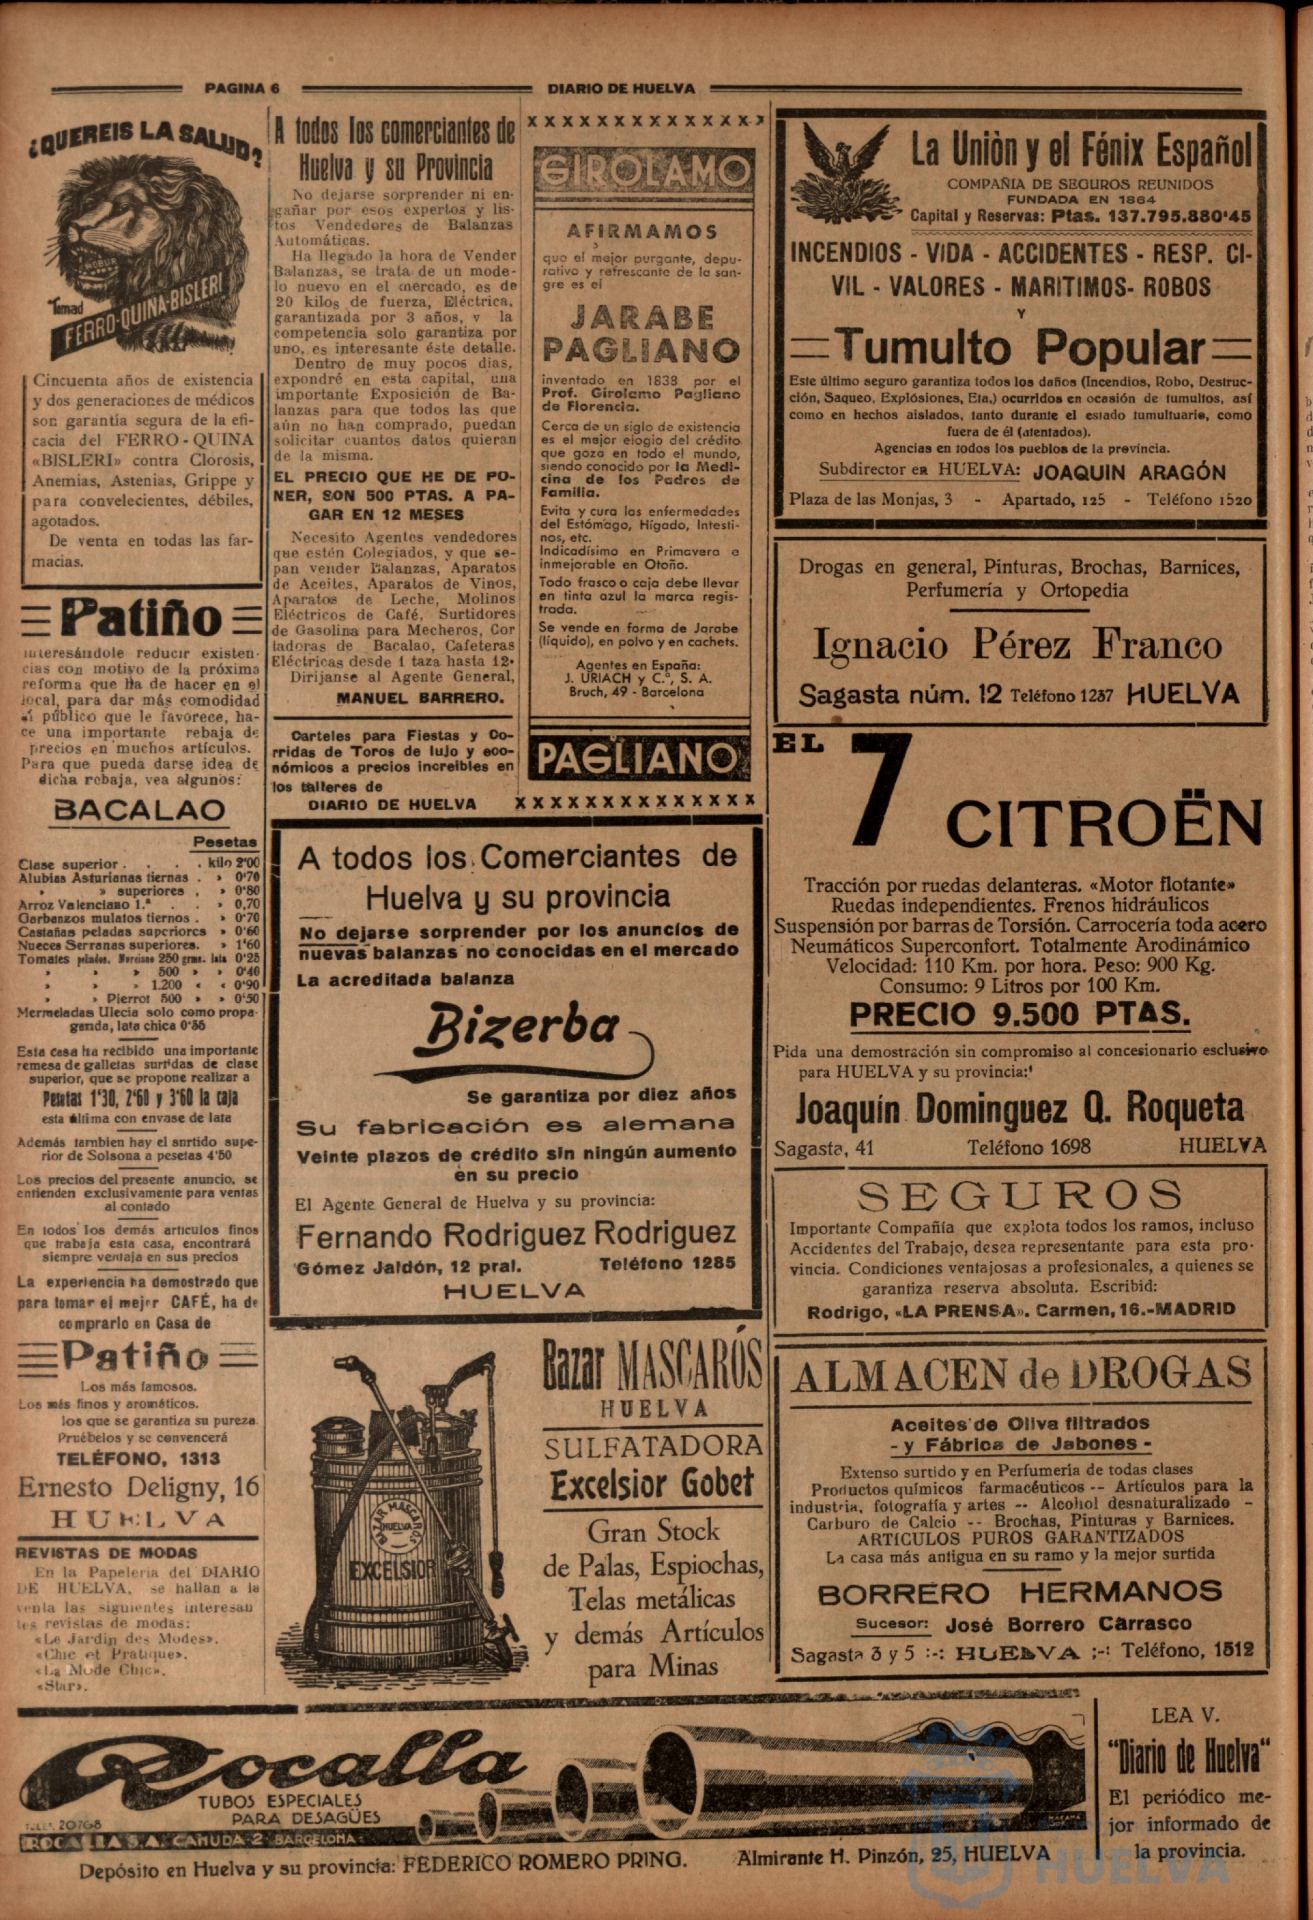 PAGINA 6
DIARIO DE HUELVA
¿QUEREIS LA SALUD?
Tomad
FERRO-QUINA-BISLERI
Cincuenta años de existencia
y dos generaciones de médicos
son garantía segura de la efi-
cacia del FERRO-QUINA
«BISLERI» contra Clorosis,
Anemias, Astenias, Grippe y
para convelecientes, débiles,
agotados.
De venta en todas las far-
macias.
Patiño
interesándole reducir existen-
cias con motivo de la próxima
reforma que ha de hacer en el
local, para dar más comodidad
al público que le favorece, ha-
ce una importante rebaja de
precios en muchos artículos.
Para que pueda darse idea de
dicha rebaja, vea algunos:
BACALAO
Pesetas
Clase superior . . . . kilo 2'00
Alubias Asturianas tiernas . » 0'70
» » superiores . » 0'80
Arroz Valenciano 1.ª . . » 0,70
Garbanzos mulatos tiernos . » 0'70
Castañas peladas superiores » 0'60
Nueces Serranas superiores. » 1'60
Tomates pelados. Murciano 250 grms. lata 0'25
» » » 500 » » 0'40
» » » 1.200 « « 0'90
» » Pierrot 500 » » 0'50
Mermeladas Ulecia solo como propa-
ganda, lata chica 0'35
Esta casa ha recibido una importante
remesa de galletas surtidas de clase
superior, que se propone realizar a
Pesetas 1'30, 2'60 y 3'60 la caja
esta última con envase de lata
Además tambien hay el surtido supe-
rior de Solsona a pesetas 4'50
Los precios del presente anuncio, se
entienden exclusivamente para ventas
al contado
En todos los demás articulos finos
que trabaja esta casa, encontrará
siempre ventaja en sus precios
La experiencia ha demostrado que
para tomar el mejor CAFÉ, ha de
comprarlo en Casa de
Patiño
Los más famosos.
Los más finos y aromáticos.
los que se garantiza su pureza.
Pruébelos y se convencerá
TELÉFONO, 1313
Ernesto Deligny, 16
HUELVA
REVISTAS DE MODAS
En la Papeleria del DIARIO
DE HUELVA, se hallan a la
venta las siguientes interesan
tes revistas de modas:
«Le Jardin des Modes».
«Chic et Pratique».
«La Mode Chic».
«Star».
A todos los comerciantes de
Huelva y su Provincia
No dejarse sorprender ni en-
gañar por esos expertos y lis-
tos Vendedores de Balanzas
Automáticas.
Ha llegado la hora de Vender
Balanzas, se trata de un mode-
lo nuevo en el mercado, es de
20 kilos de fuerza, Eléctrica,
garantizada por 3 años, y la
competencia solo garantiza por
uno, es interesante éste detalle.
Dentro de muy pocos días,
expondré en esta capital, una
importante Exposición de Ba-
lanzas para que todos las que
aún no han comprado, puedan
solicitar cuantos datos quieran
de la misma.
EL PRECIO QUE HE DE PO-
NER, SON 500 PTAS. A PA-
GAR EN 12 MESES
Necesito Agentes vendedores
que estén Colegiados, y que se-
pan vender Balanzas, Aparatos
de Aceites, Aparatos de Vinos,
Aparatos de Leche, Molinos
Eléctricos de Café, Surtidores
de Gasolina para Mecheros, Cor
tadoras de Bacalao, Cafeteras
Eléctricas desde 1 taza hasta 12.
Dirijanse al Agente General,
MANUEL BARRERO.
Carteles para Fiestas y Co-
rridas de Toros de lujo y eco-
nómicos a precios increibles en
los talleres de
DIARIO DE HUELVA
X X X X X X X X X X X X X X
GIROLAMO
AFIRMAMOS
que el mejor purgante, depu-
rativo y refrescante de la san-
gre es el
JARABE
PAGLIANO
inventado en 1838 por el
Prof. Girolamo Pagliano
de Florencia.
Cerca de un siglo de existencia
es el mejor elogio del crédito
que goza en todo el mundo,
siendo conocido por la Medi-
cina de los Padres de
Familia.
Evita y cura las enfermedades
del Estómago, Hígado, Intesti-
nos, etc.
Indicadísimo en Primavera e
inmejorable en Otoño.
Todo frasco o caja debe llevar
en tinta azul la marca regis-
trada.
Se vende en forma de Jarabe
(líquido), en polvo y en cachets.
Agentes en España:
J. URIACH y C.ª, S. A.
Bruch, 49 - Barcelona
PAGLIANO
X X X X X X X X X X X X X X
A todos los Comerciantes de
Huelva y su provincia
No dejarse sorprender por los anuncios de
nuevas balanzas no conocidas en el mercado
La acreditada balanza
Bizerba
Se garantiza por diez años
Su fabricación es alemana
Veinte plazos de crédito sin ningún aumento
en su precio
El Agente General de Huelva y su provincia:
Fernando Rodriguez Rodriguez
Gómez Jaldón, 12 pral. Teléfono 1285
HUELVA
BAZAR MASCAROS
HUELVA
EXCELSIOR
Bazar MASCARÓS
HUELVA
SULFATADORA
Excelsior Gobet
Gran Stock
de Palas, Espiochas,
Telas metálicas
y demás Artículos
para Minas
La Unión y el Fénix Español
COMPAÑIA DE SEGUROS REUNIDOS
FUNDADA EN 1864
Capital y Reservas: Ptas. 137.795.880'45
INCENDIOS - VIDA - ACCIDENTES - RESP. CI-
VIL - VALORES - MARITIMOS- ROBOS
Y
Tumulto Popular
Este último seguro garantiza todos los daños (Incendios, Robo, Destruc-
ción, Saqueo, Explósiones, Eta,) ocurridos en ocasión de tumultos, así
como en hechos aislados, tanto durante el estado tumultuario, como
fuera de él (atentados).
Agencias en todos los pueblos de la provincia.
Subdirector en HUELVA: JOAQUIN ARAGÓN
Plaza de las Monjas, 3 - Apartado, 125 - Teléfono 1520
Drogas en general, Pinturas, Brochas, Barnices,
Perfumería y Ortopedia
Ignacio Pérez Franco
Sagasta núm. 12 Teléfono 1237 HUELVA
EL 7 CITROËN
Tracción por ruedas delanteras. «Motor flotante»
Ruedas independientes. Frenos hidráulicos
Suspensión por barras de Torsión. Carrocería toda acero
Neumáticos Superconfort. Totalmente Arodinámico
Velocidad: 110 Km. por hora. Peso: 900 Kg.
Consumo: 9 Litros por 100 Km.
PRECIO 9.500 PTAS.
Pida una demostración sin compromiso al concesionario esclusivo
para HUELVA y su provincia:
Joaquín Dominguez Q. Roqueta
Sagasta, 41 Teléfono 1698 HUELVA
SEGUROS
Importante Compañía que explota todos los ramos, incluso
Accidentes del Trabajo, desea representante para esta pro-
vincia. Condiciones ventajosas a profesionales, a quienes se
garantiza reserva absoluta. Escribid:
Rodrigo, «LA PRENSA». Carmen, 16.-MADRID
ALMACEN de DROGAS
Aceites de Oliva filtrados
- y Fábrica de Jabones -
Extenso surtido y en Perfumería de todas clases
Productos químicos farmacéuticos -- Artículos para la
industria, fotografía y artes -- Alcohol desnaturalizado -
Carburo de Calcio -- Brochas, Pinturas y Barnices.
ARTICULOS PUROS GARANTIZADOS
La casa más antigua en su ramo y la mejor surtida
BORRERO HERMANOS
Sucesor: José Borrero Carrasco
Sagasta 3 y 5 :-: HUELVA :-: Teléfono, 1512
Rocalla
TUBOS ESPECIALES
PARA DESAGÜES
20768
ROCALLA S.A. CAMUDA-2-BARCELONA
Depósito en Huelva y su provincia: FEDERICO ROMERO PRING. Almirante H. Pinzón, 25, HUELVA
LEA V.
"Diario de Huelva"
El periódico me-
jor informado de
la provincia.
HUELVA